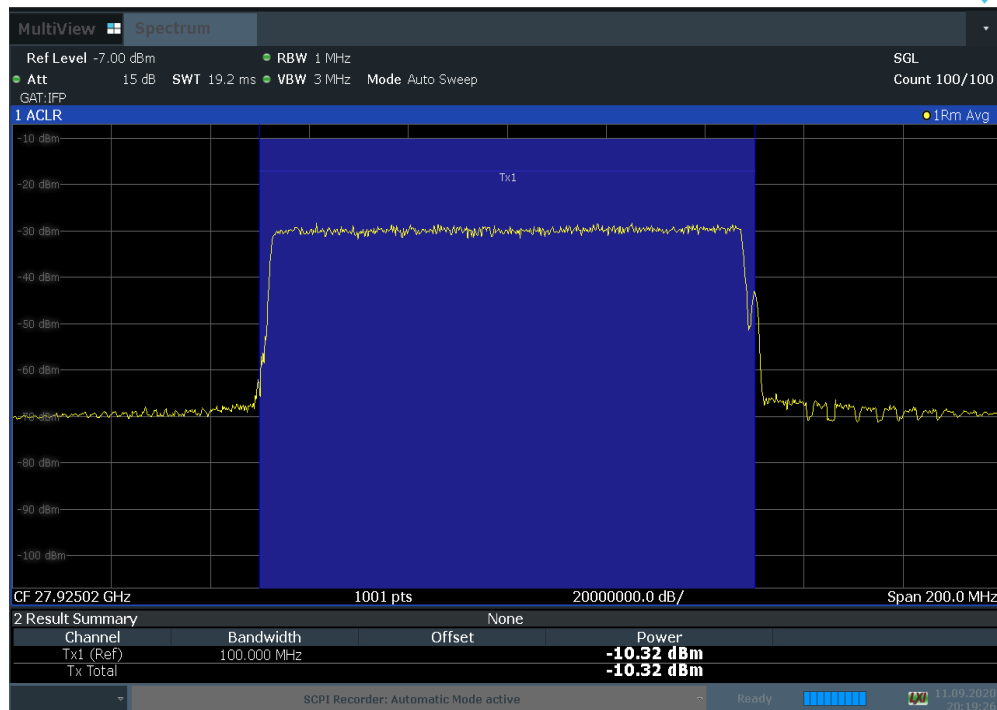 MultiView Spectrum
Ref Level -7.00 dBm RBW 1 MHz SGL
Att 15 dB SWT 19.2 ms VBW 3 MHz Mode Auto Sweep Count 100/100
GAT:IFP
1 ACLR 1Rm Avg
-10 dBm
Tx1
-20 dBm
-30 dBm
-40 dBm
-50 dBm
-60 dBm
-70 dBm
-80 dBm
-90 dBm
-100 dBm
CF 27.92502 GHz 1001 pts 20000000.0 dB/ Span 200.0 MHz
2 Result Summary None
Channel Bandwidth Offset Power
Tx1 (Ref) 100.000 MHz -10.32 dBm
Tx Total -10.32 dBm
SCPI Recorder: Automatic Mode active Ready 11.09.2020
20:19:26